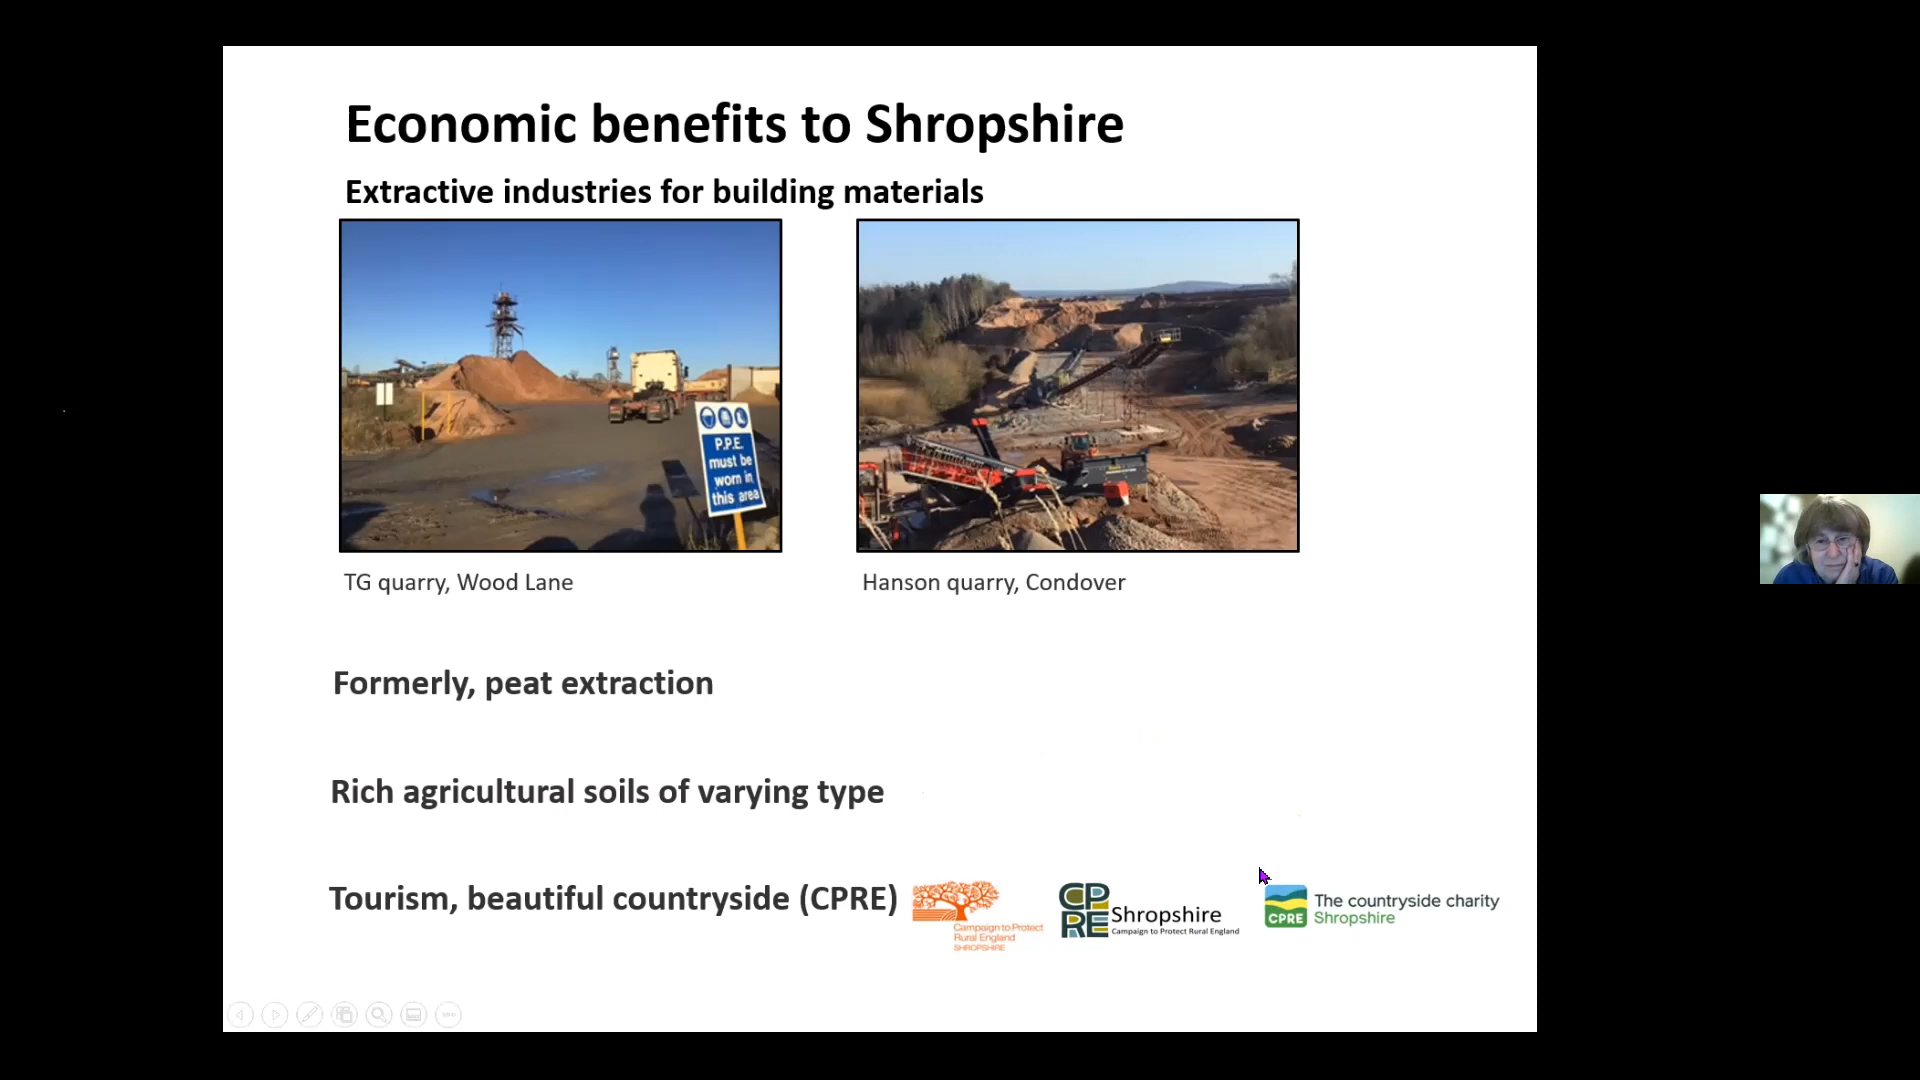 Economic benefits to Shropshire
Extractive industries for building materials
P.P.E.
must be
worn in
this area
TG quarry, Wood Lane
Hanson quarry, Condover
Formerly, peat extraction
Rich agricultural soils of varying type
Tourism, beautiful countryside (CPRE)
Campaign to Protect
Rural England
SHROPSHIRE
CP
RE
Shropshire
Campaign to Protect Rural England
CPRE
The countryside charity
Shropshire